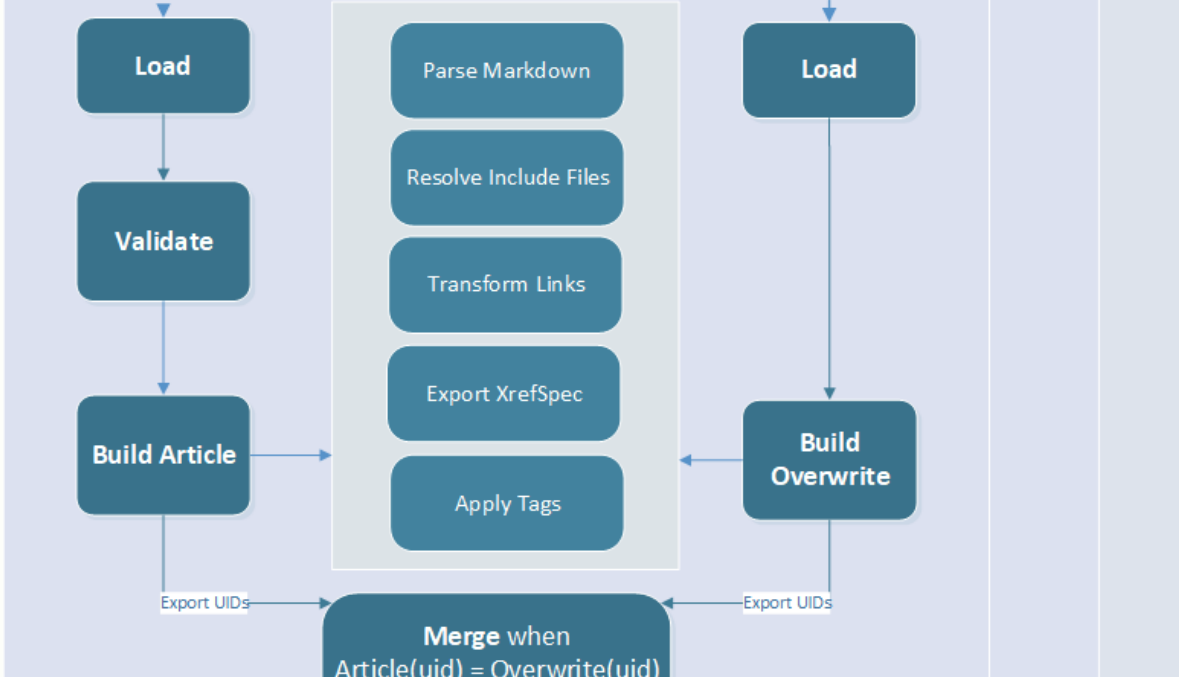 Load
Validate
Build Article
Export UIDs
Parse Markdown
Resolve Include Files
Transform Links
Export XrefSpec
Apply Tags
Load
Build
Overwrite
Export UIDs
Merge when
Article(uid) = Overwrite(uid)